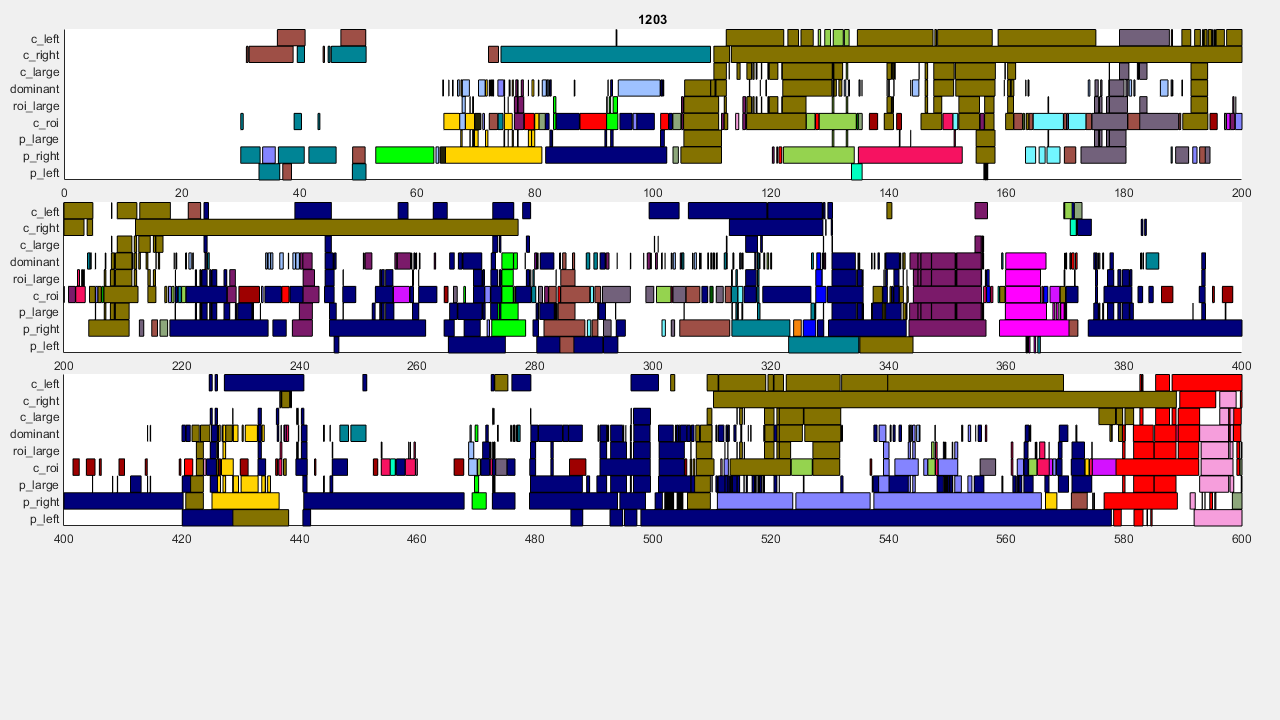 1203
c_left
c_right
c_large
dominant
roi_large
c_roi
p_large
p_right
p_left
0 20 40 60 80 100 120 140 160 180 200
c_left
c_right
c_large
dominant
roi_large
c_roi
p_large
p_right
p_left
200 220 240 260 280 300 320 340 360 380 400
c_left
c_right
c_large
dominant
roi_large
c_roi
p_large
p_right
p_left
400 420 440 460 480 500 520 540 560 580 600